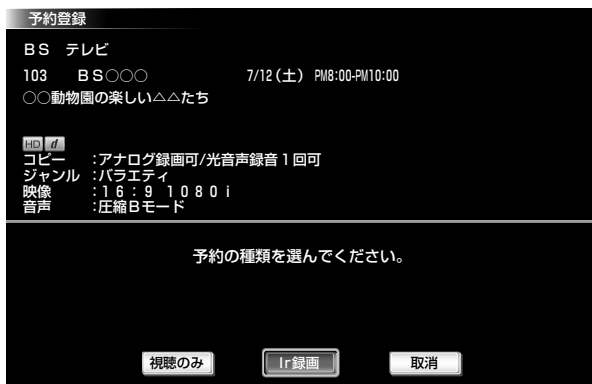 予約登録
ＢＳ　テレビ
103　ＢＳ○○○　7/12（土）　PM8:00-PM10:00
○○動物園の楽しい△△たち
HD d
コピー　：アナログ録画可/光音声録音１回可
ジャンル　：バラエティ
映像　：１６：９ １０８０ｉ
音声　：圧縮Ｂモード
予約の種類を選んでください。
視聴のみ　Ir録画　取消